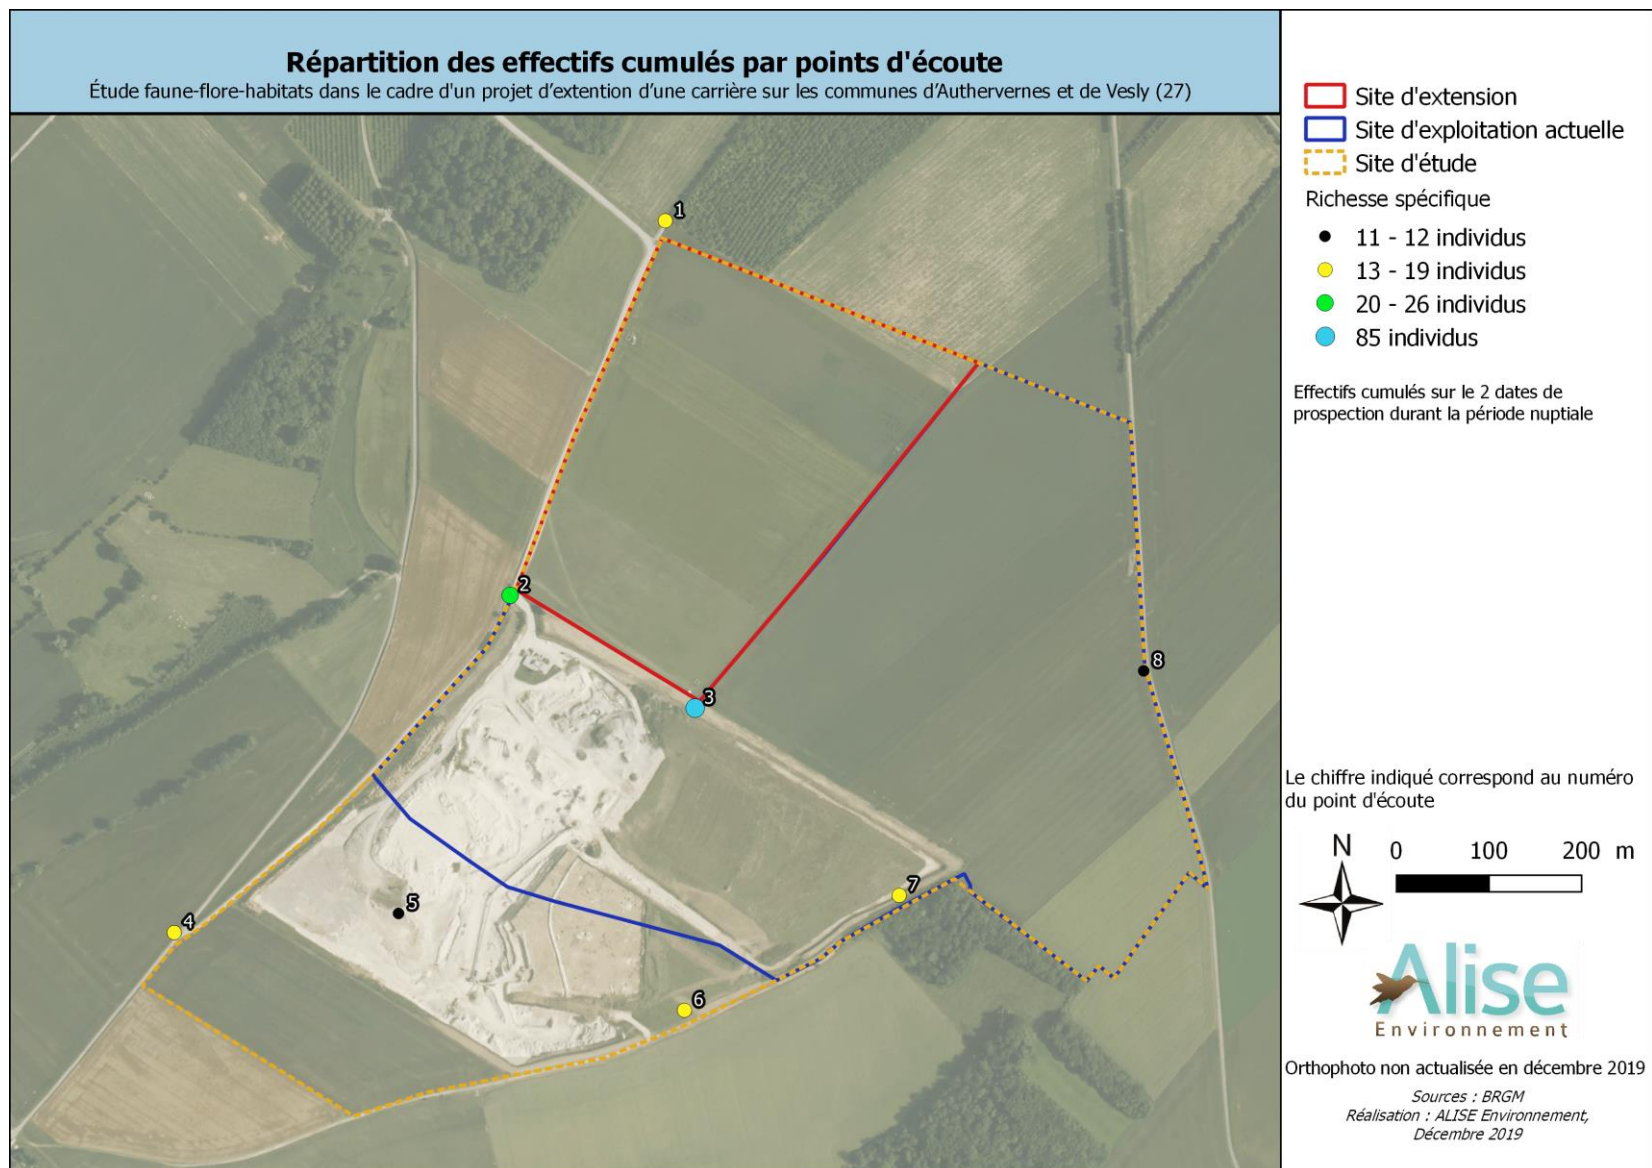 Répartition des effectifs cumulés par points d'écoute
Étude faune-flore-habitats dans le cadre d'un projet d'extention d'une carrière sur les communes d'Authervernes et de Vesly (27)
1
2
3
8
7
5
4
6
Site d'extension
Site d'exploitation actuelle
Site d'étude
Richesse spécifique
11 - 12 individus
13 - 19 individus
20 - 26 individus
85 individus
Effectifs cumulés sur le 2 dates de
prospection durant la période nuptiale
Le chiffre indiqué correspond au numéro
du point d'écoute
N
0 100 200 m
Alise
Environnement
Orthophoto non actualisée en décembre 2019
Sources : BRGM
Réalisation : ALISE Environnement,
Décembre 2019